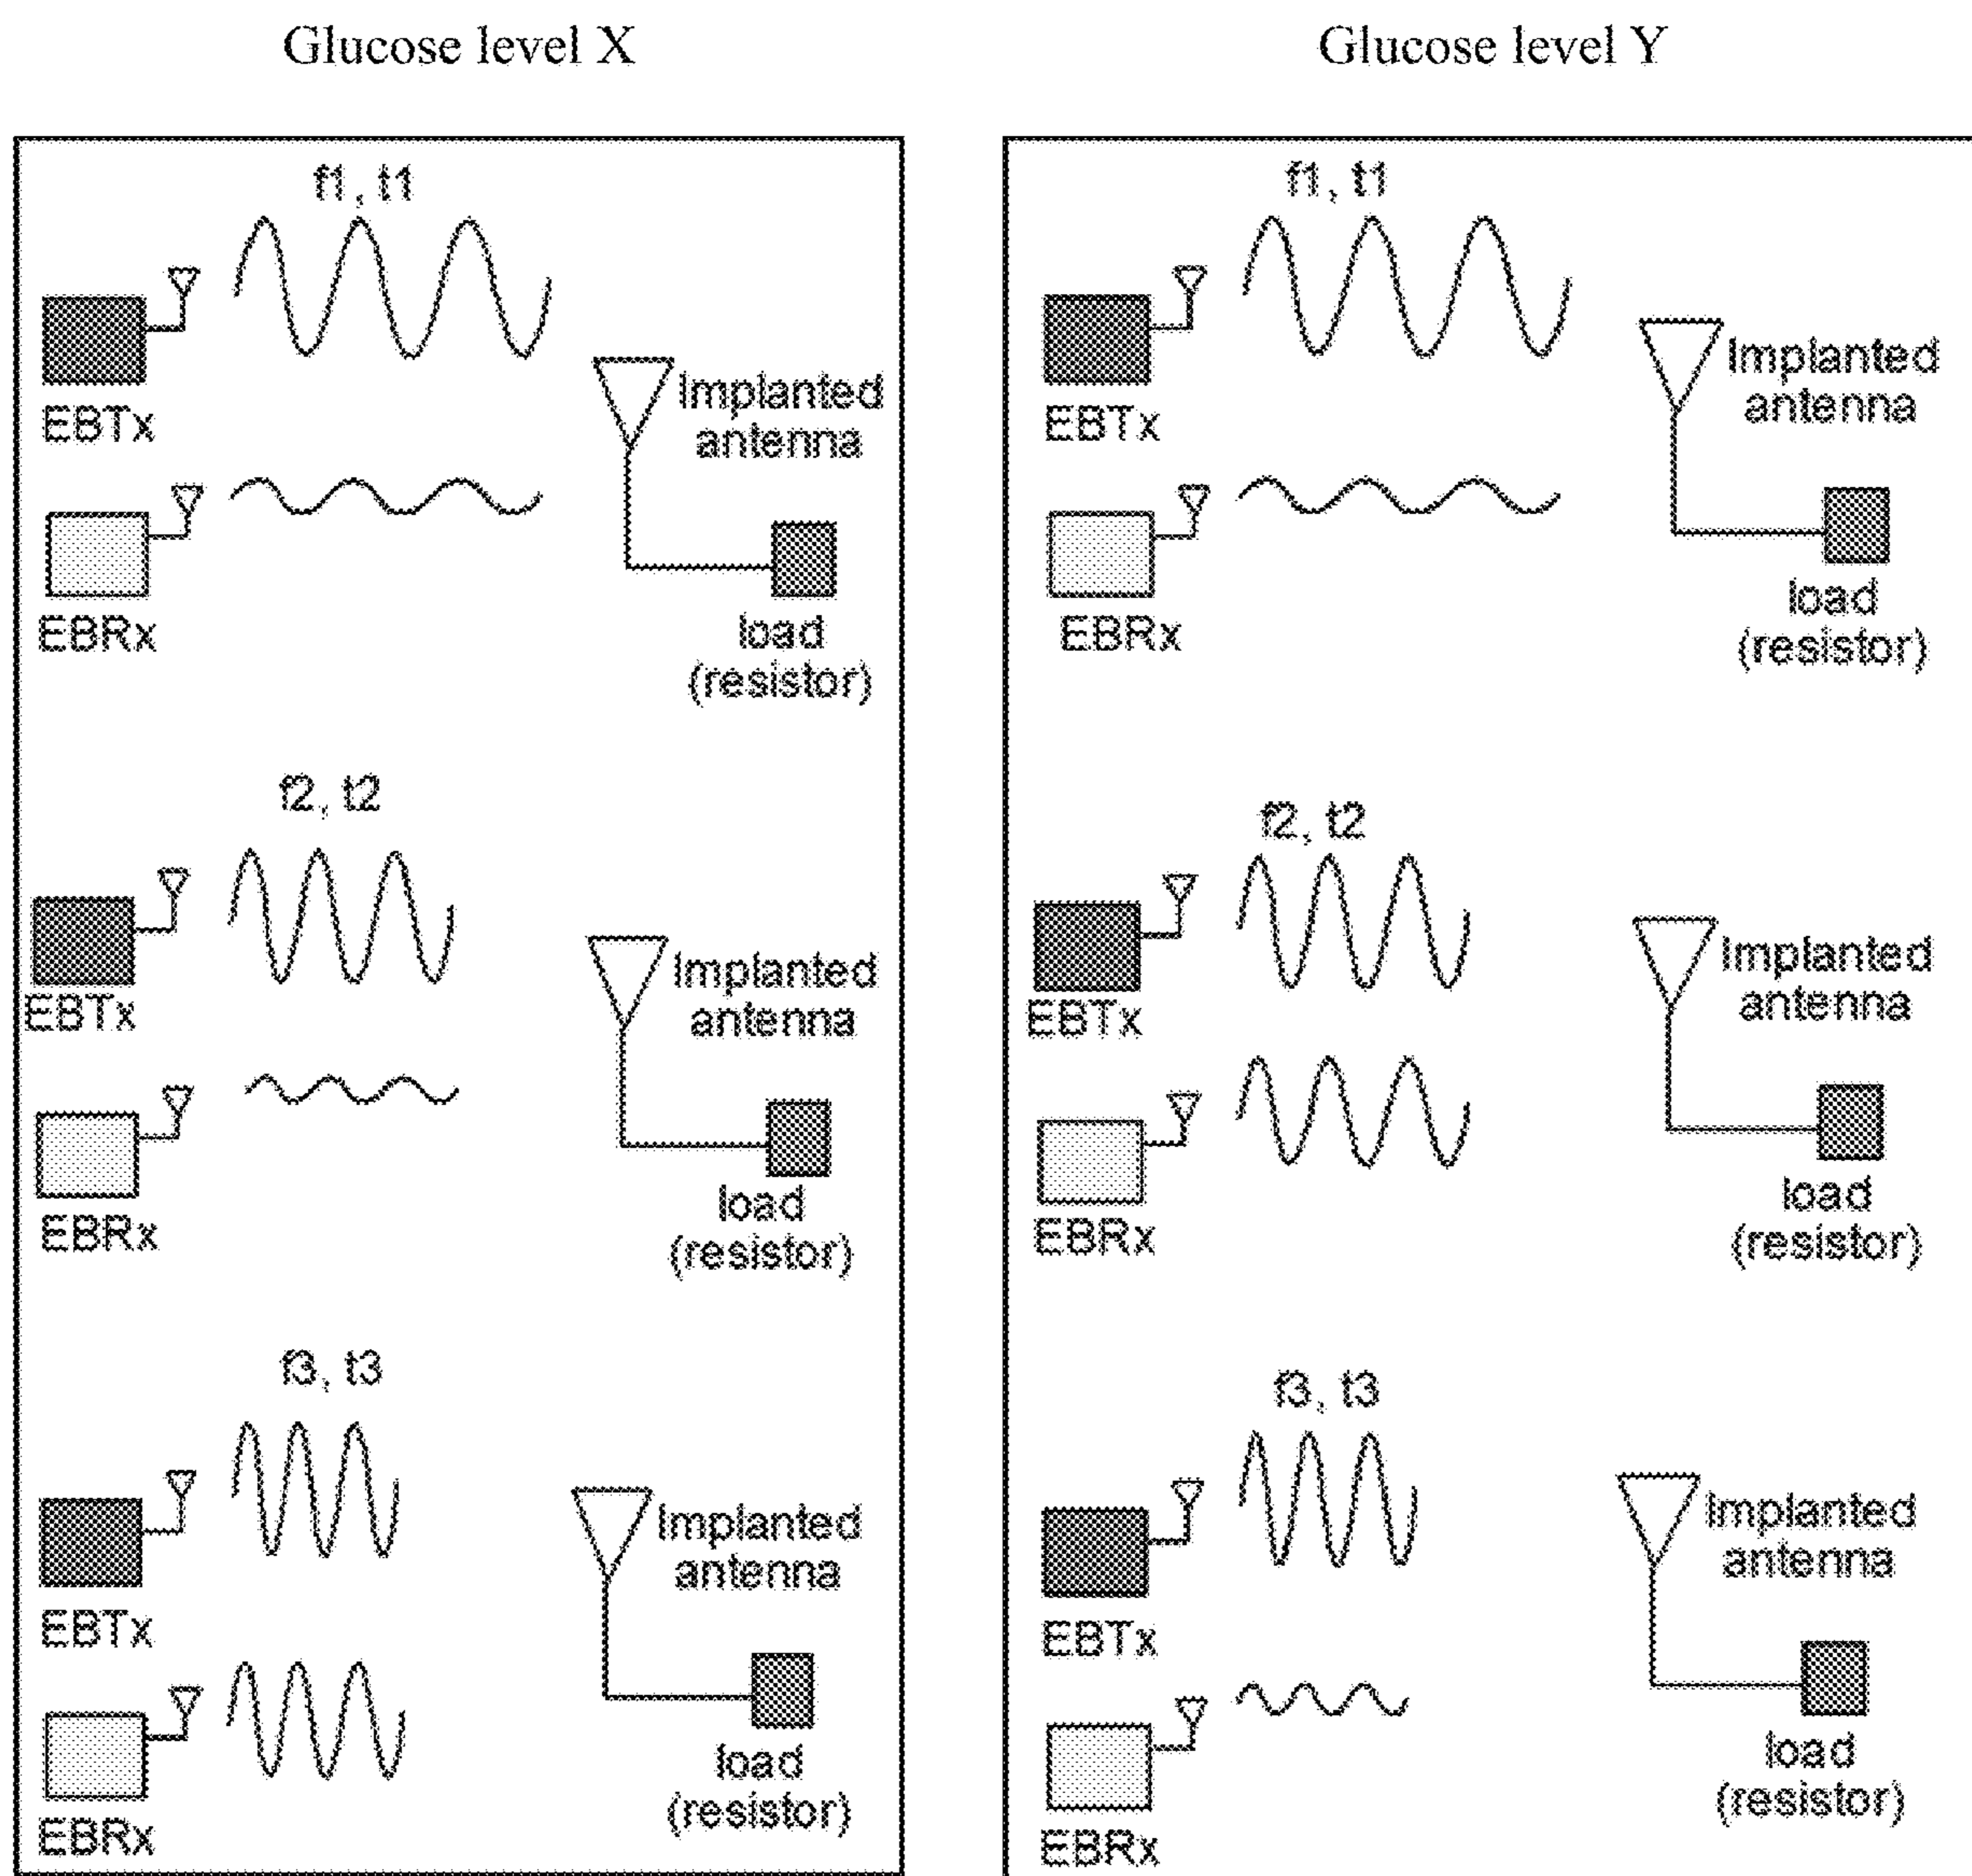 Glucose level X
f1, t1
EBTx
Implanted
antenna
EBRx
load
(resistor)
f2, t2
EBTx
Implanted
antenna
EBRx
load
(resistor)
f3, t3
EBTx
Implanted
antenna
EBRx
load
(resistor)
Glucose level Y
f1, t1
EBTx
Implanted
antenna
EBRx
load
(resistor)
f2, t2
EBTx
Implanted
antenna
EBRx
load
(resistor)
f3, t3
EBTx
Implanted
antenna
EBRx
load
(resistor)